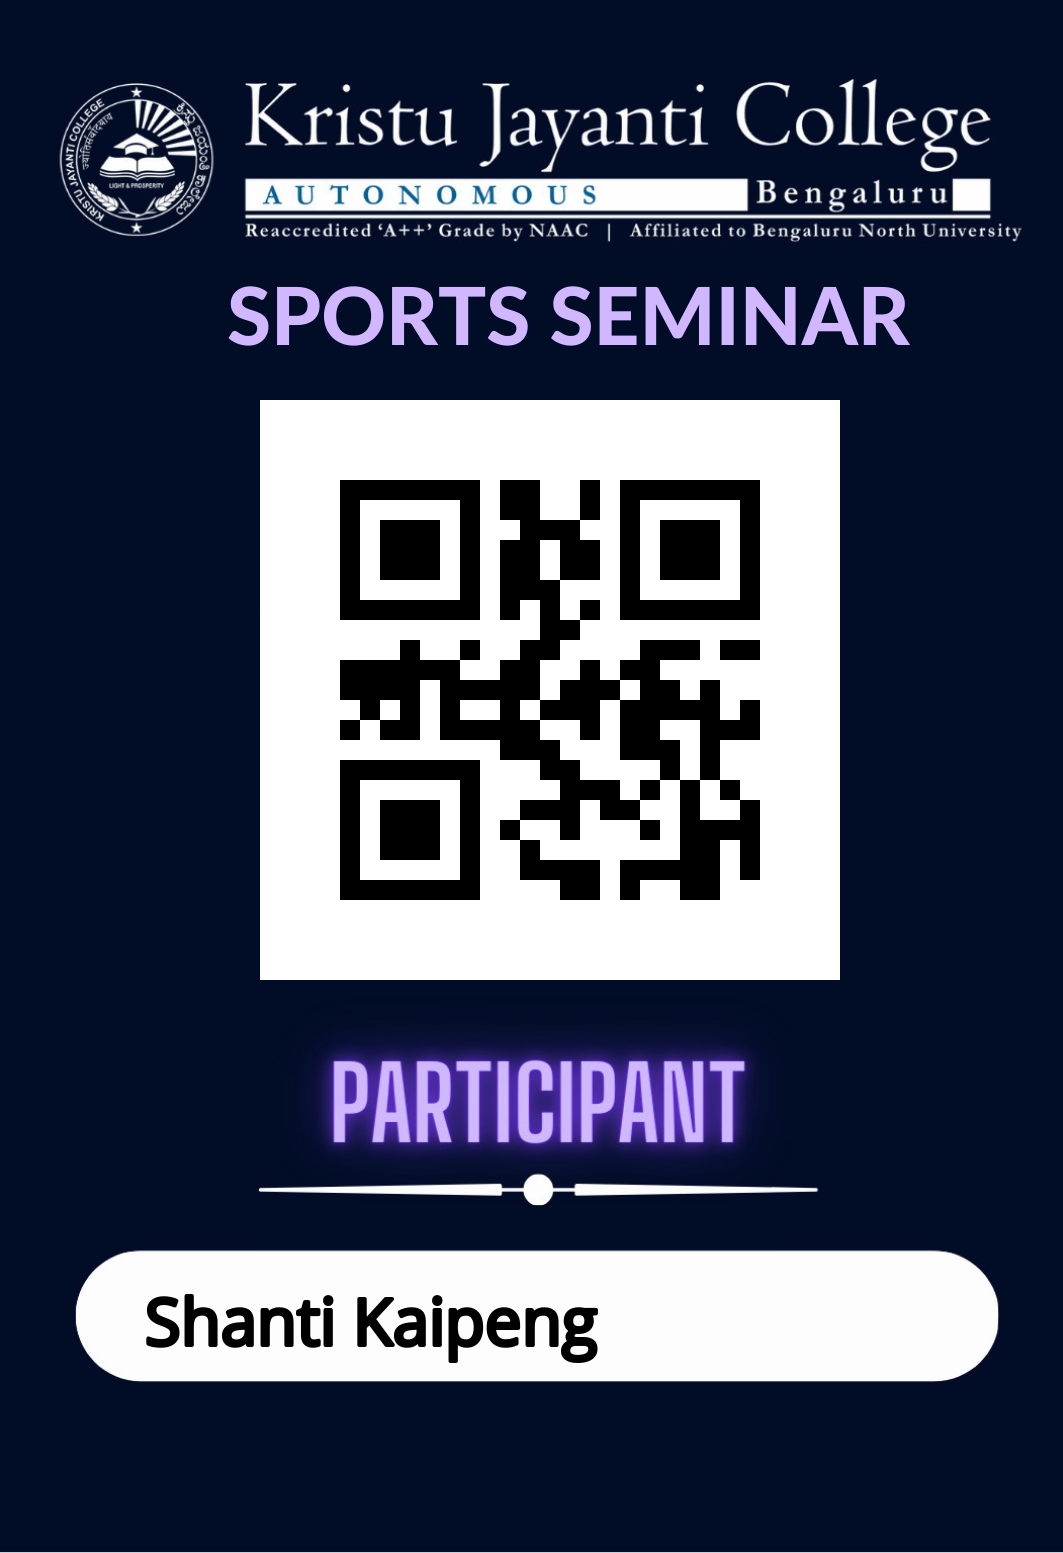 KRISTU JAYANTI COLLEGE
LIGHT & PROSPERITY
Kristu Jayanti College
AUTONOMOUS Bengaluru
Reaccredited ‘A++’ Grade by NAAC | Affiliated to Bengaluru North University
SPORTS SEMINAR
PARTICIPANT
Shanti Kaipeng